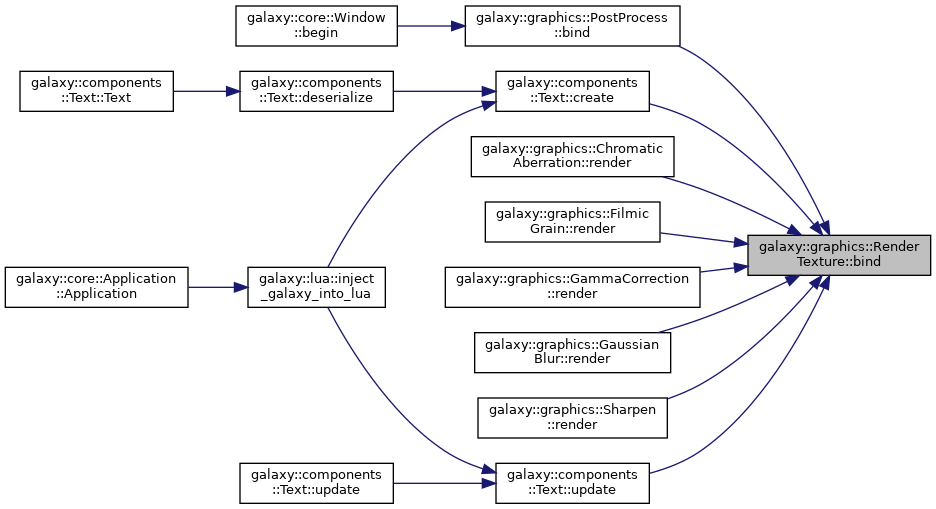 galaxy::core::Window
::begin
galaxy::graphics::PostProcess
::bind
galaxy::components
::Text::Text
galaxy::components
::Text::deserialize
galaxy::components
::Text::create
galaxy::graphics::Chromatic
Aberration::render
galaxy::graphics::Filmic
Grain::render
galaxy::graphics::Render
Texture::bind
galaxy::core::Application
::Application
galaxy::lua::inject
_galaxy_into_lua
galaxy::graphics::GammaCorrection
::render
galaxy::graphics::Gaussian
Blur::render
galaxy::graphics::Sharpen
::render
galaxy::components
::Text::update
galaxy::components
::Text::update